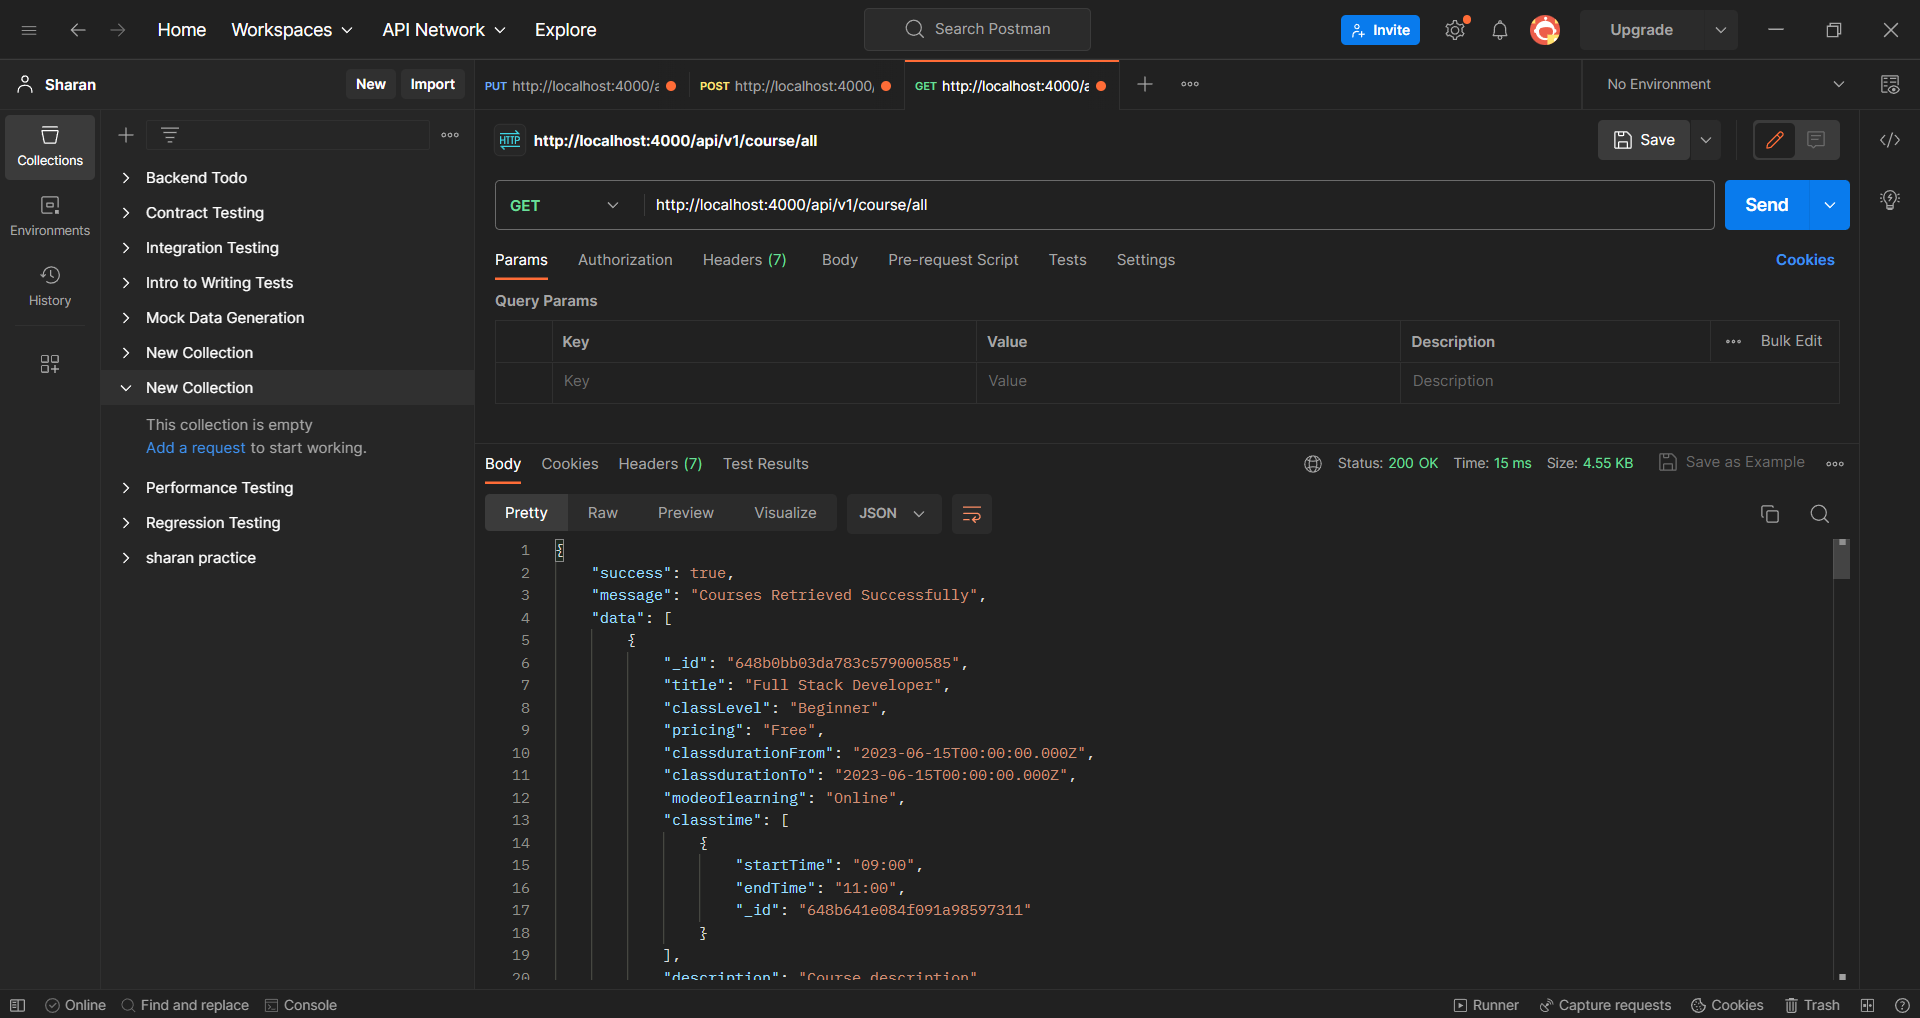 Home Workspaces API Network Explore Search Postman Invite Upgrade
Sharan New Import
PUT http://localhost:4000/a POST http://localhost:4000/ GET http://localhost:4000/a No Environment
Collections
Environments
History
Backend Todo
Contract Testing
Integration Testing
Intro to Writing Tests
Mock Data Generation
New Collection
New Collection
This collection is empty
Add a request to start working.
Performance Testing
Regression Testing
sharan practice
HTTP http://localhost:4000/api/v1/course/all Save
GET http://localhost:4000/api/v1/course/all Send
Params Authorization Headers (7) Body Pre-request Script Tests Settings Cookies
Query Params
Key Value Description Bulk Edit
Key Value Description
Body Cookies Headers (7) Test Results Status: 200 OK Time: 15 ms Size: 4.55 KB Save as Example
Pretty Raw Preview Visualize JSON
1 {
2 "success": true,
3 "message": "Courses Retrieved Successfully",
4 "data": [
5 {
6 "_id": "648b0bb03da783c579000585",
7 "title": "Full Stack Developer",
8 "classLevel": "Beginner",
9 "pricing": "Free",
10 "classdurationFrom": "2023-06-15T00:00:00.000Z",
11 "classdurationTo": "2023-06-15T00:00:00.000Z",
12 "modeoflearning": "Online",
13 "classtime": [
14 {
15 "startTime": "09:00",
16 "endTime": "11:00",
17 "_id": "648b641e084f091a98597311"
18 }
19 ],
20 "description": "Course description"
Online Find and replace Console Runner Capture requests Cookies Trash